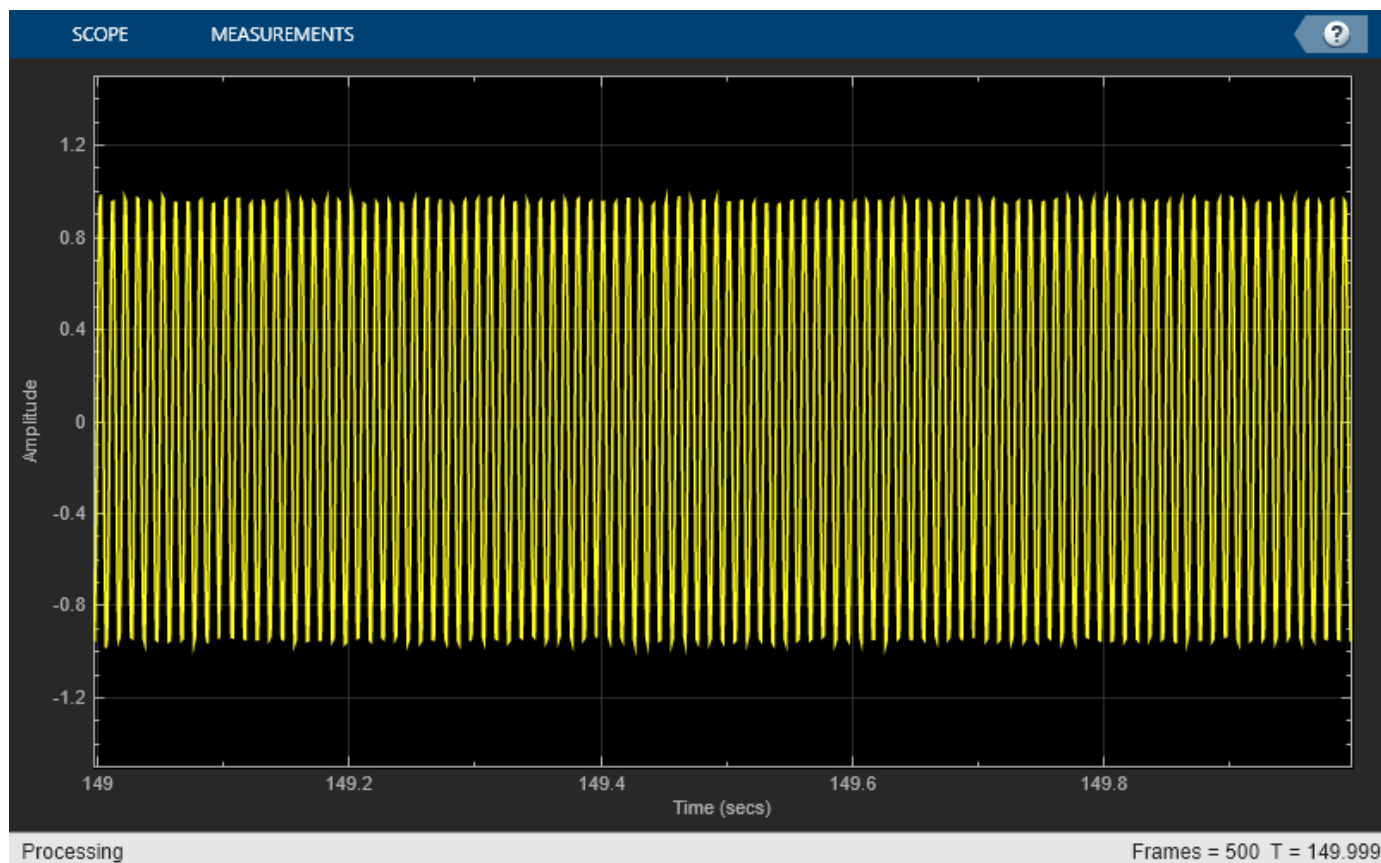 SCOPE MEASUREMENTS ?
1.2
0.8
0.4
0
-0.4
-0.8
-1.2
Amplitude
149 149.2 149.4 149.6 149.8
Time (secs)
Processing Frames = 500 T = 149.999